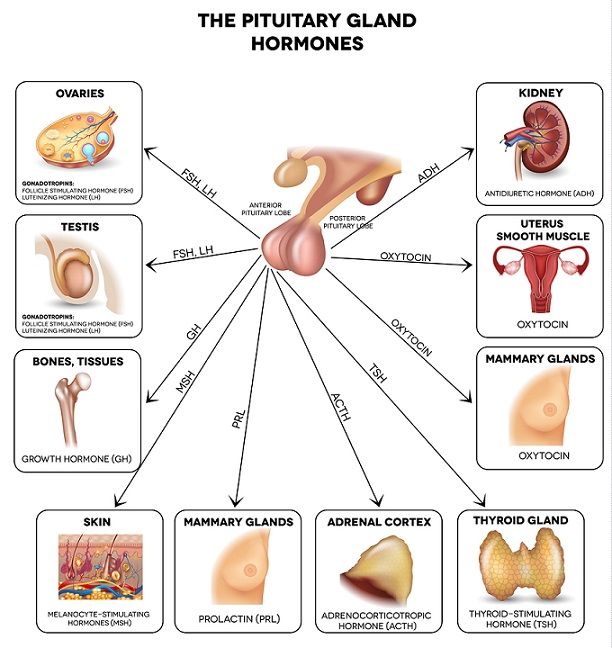 THE PITUITARY GLAND
HORMONES
OVARIES
GONADOTROPINS:
FOLLICLE STIMULATING HORMONE (FSH)
LUTEINIZING HORMONE (LH)
KIDNEY
ANTIDIURETIC HORMONE (ADH)
FSH, LH
ADH
ANTERIOR
PITUITARY LOBE
POSTERIOR
PITUITARY LOBE
TESTIS
GONADOTROPINS:
FOLLICLE STIMULATING HORMONE (FSH)
LUTEINIZING HORMONE (LH)
FSH, LH
OXYTOCIN
UTERUS
SMOOTH MUSCLE
OXYTOCIN
BONES, TISSUES
GROWTH HORMONE (GH)
GH
MSH
PRL
ACTH
TSH
OXYTOCIN
MAMMARY GLANDS
OXYTOCIN
SKIN
MELANOCYTE-STIMULATING
HORMONES (MSH)
MAMMARY GLANDS
PROLACTIN (PRL)
ADRENAL CORTEX
ADRENOCORTICOTROPIC
HORMONE (ACTH)
THYROID GLAND
THYROID-STIMULATING
HORMONE (TSH)